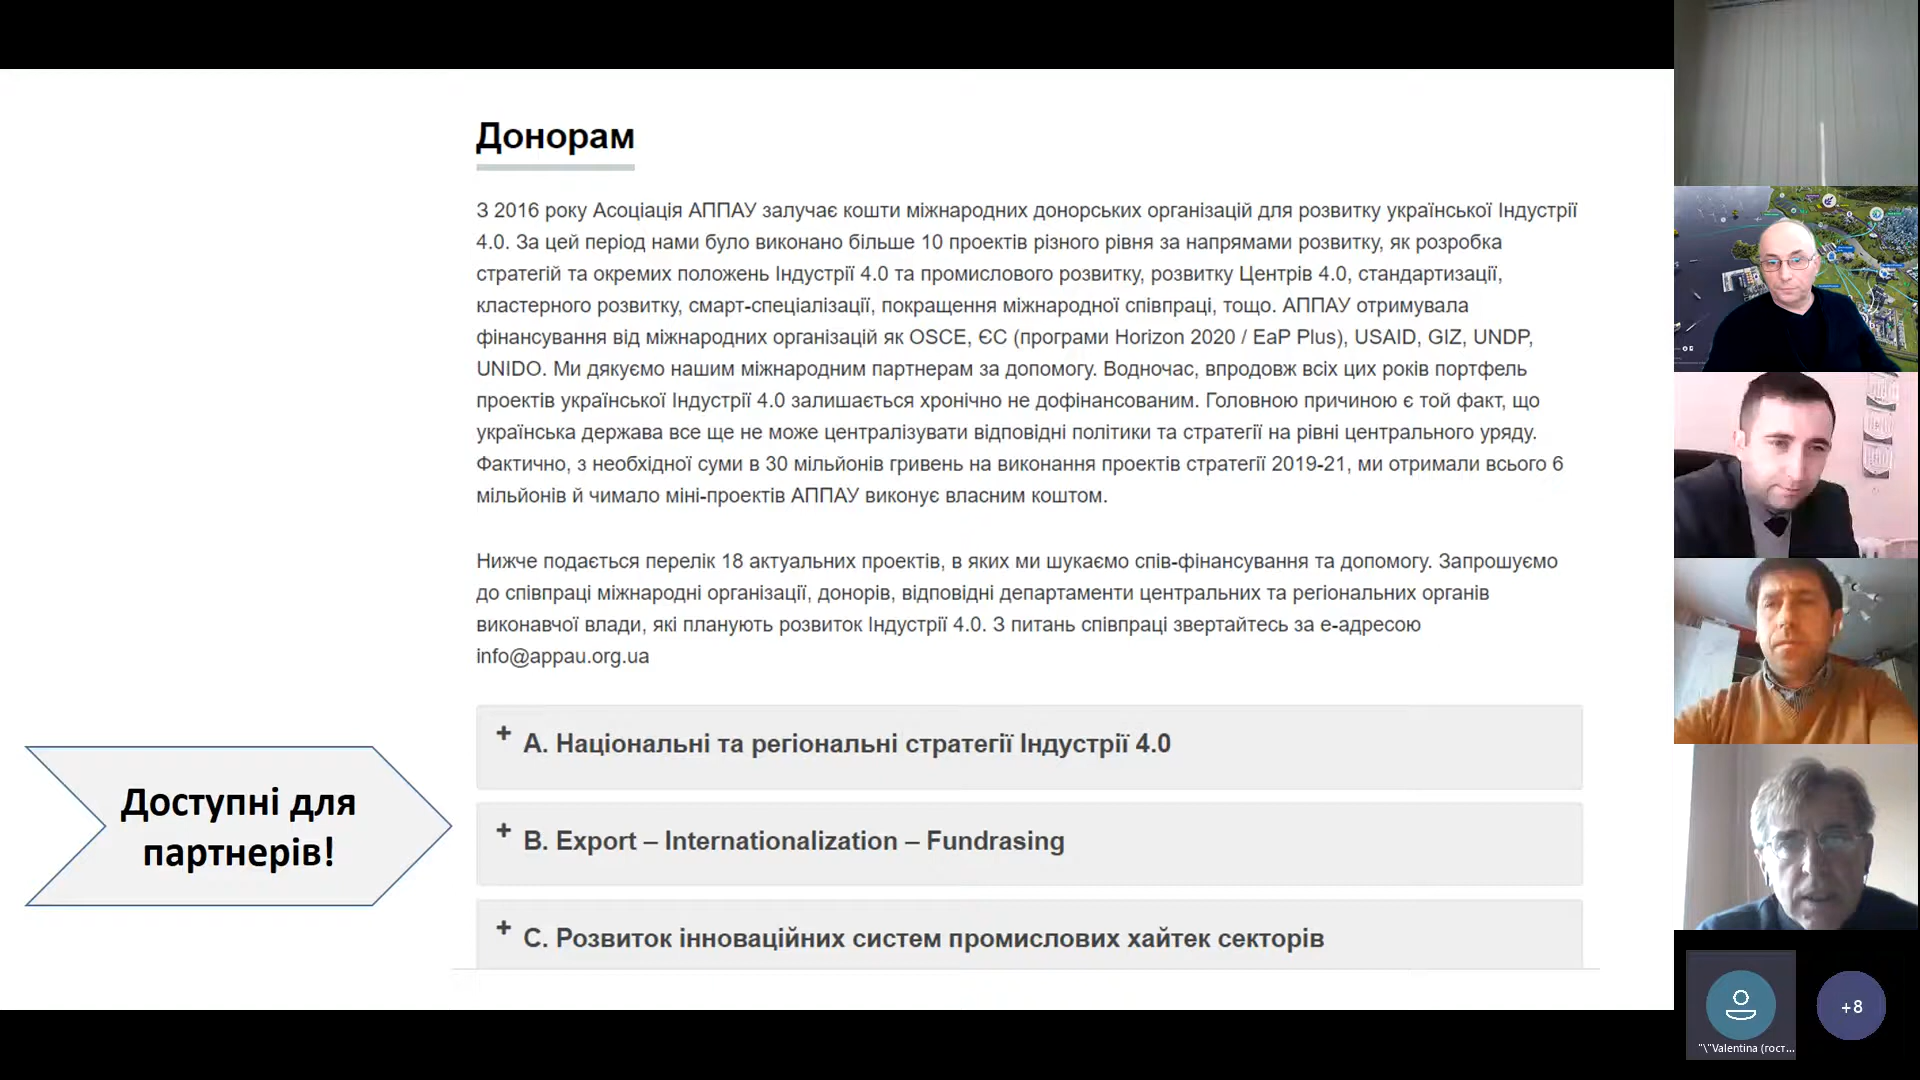 Донорам
З 2016 року Асоціація АППАУ залучає кошти міжнародних донорських організацій для розвитку української Індустрії
4.0. За цей період нами було виконано більше 10 проектів різного рівня за напрямами розвитку, як розробка
стратегій та окремих положень Індустрії 4.0 та промислового розвитку, розвитку Центрів 4.0, стандартизації,
кластерного розвитку, смарт-спеціалізації, покращення міжнародної співпраці, тощо. АППАУ отримувала
фінансування від міжнародних організацій як OSCE, ЄС (програми Horizon 2020 / EaP Plus), USAID, GIZ, UNDP,
UNIDO. Ми дякуємо нашим міжнародним партнерам за допомогу. Водночас, впродовж всіх цих років портфель
проектів української Індустрії 4.0 залишається хронічно не дофінансованим. Головною причиною є той факт, що
українська держава все ще не може централізувати відповідні політики та стратегії на рівні центрального уряду.
Фактично, з необхідної суми в 30 мільйонів гривень на виконання проектів стратегії 2019-21, ми отримали всього 6
мільйонів й чимало міні-проектів АППАУ виконує власним коштом.
Нижче подається перелік 18 актуальних проектів, в яких ми шукаємо спів-фінансування та допомогу. Запрошуємо
до співпраці міжнародні організації, донорів, відповідні департаменти центральних та регіональних органів
виконавчої влади, які планують розвиток Індустрії 4.0. З питань співпраці звертайтесь за е-адресою
info@appau.org.ua
+ A. Національні та регіональні стратегії Індустрії 4.0
+ B. Export – Internationalization – Fundrasing
+ C. Розвиток інноваційних систем промислових хайтек секторів
Доступні для
партнерів!
"\"Valentina (гост...
+8